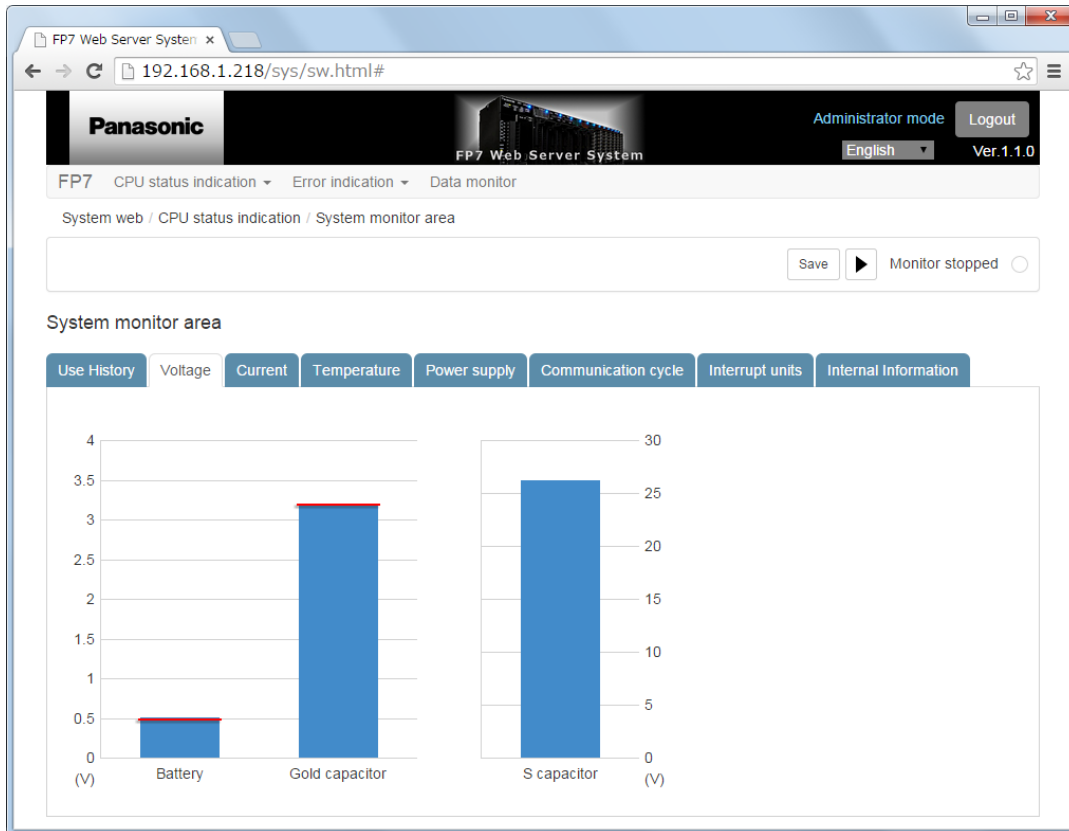 FP7 Web Server System
192.168.1.218/sys/sw.html#
Panasonic
FP7 Web Server System
Administrator mode
Logout
English
Ver.1.1.0
FP7 CPU status indication Error indication Data monitor
System web / CPU status indication / System monitor area
Save Monitor stopped
System monitor area
Use History Voltage Current Temperature Power supply Communication cycle Interrupt units Internal Information
4
3.5
3
2.5
2
1.5
1
0.5
0
(V)
Battery Gold capacitor
30
25
20
15
10
5
0
(V)
S capacitor